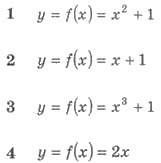 1 y = f(x) = x² + 1
2 y = f(x) = x + 1
3 y = f(x) = x³ + 1
4 y = f(x) = 2x